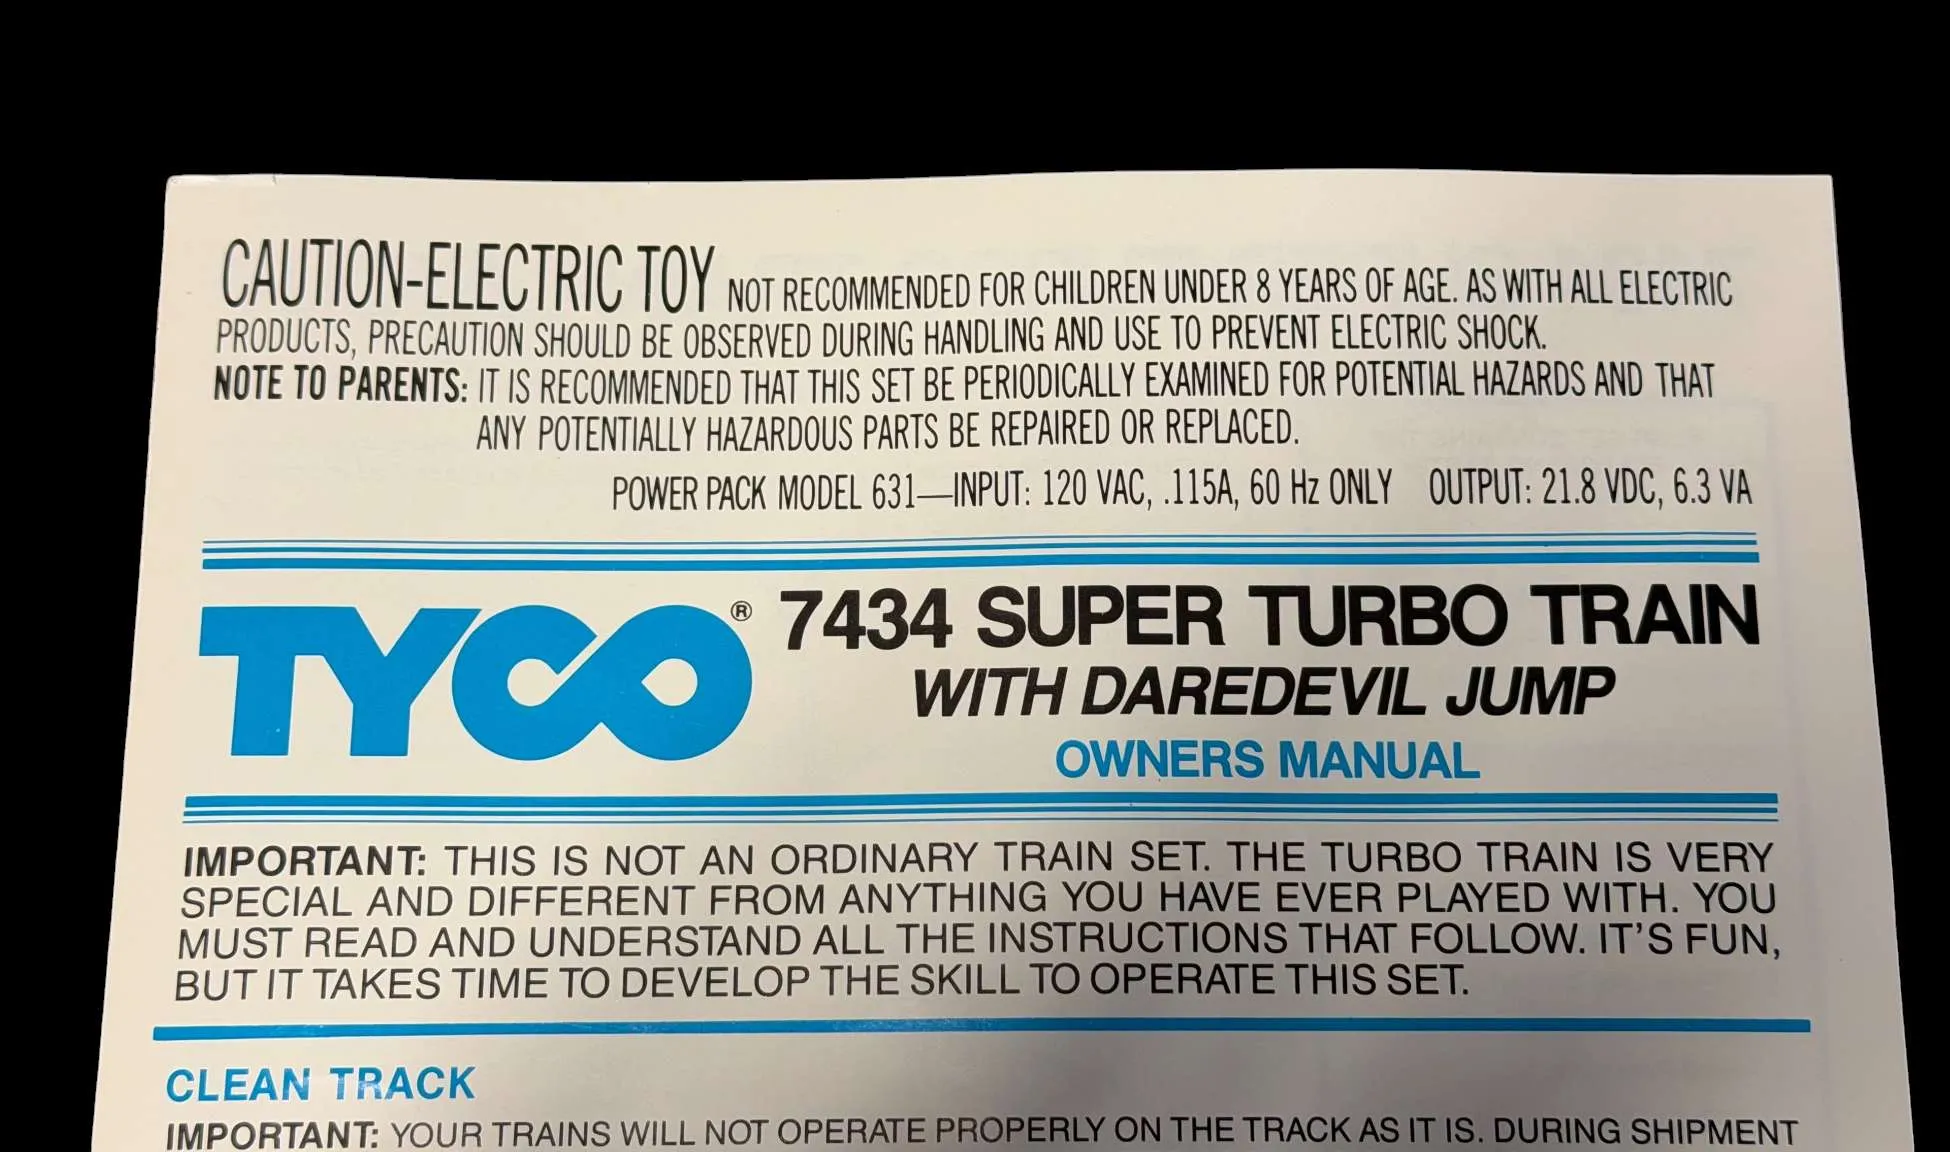 CAUTION-ELECTRIC TOY NOT RECOMMENDED FOR CHILDREN UNDER 8 YEARS OF AGE. AS WITH ALL ELECTRIC
PRODUCTS, PRECAUTION SHOULD BE OBSERVED DURING HANDLING AND USE TO PREVENT ELECTRIC SHOCK.
NOTE TO PARENTS: IT IS RECOMMENDED THAT THIS SET BE PERIODICALLY EXAMINED FOR POTENTIAL HAZARDS AND THAT
ANY POTENTIALLY HAZARDOUS PARTS BE REPAIRED OR REPLACED.
POWER PACK MODEL 631—INPUT: 120 VAC, .115A, 60 Hz ONLY OUTPUT: 21.8 VDC, 6.3 VA
TYCO® 7434 SUPER TURBO TRAIN
WITH DAREDEVIL JUMP
OWNERS MANUAL
IMPORTANT: THIS IS NOT AN ORDINARY TRAIN SET. THE TURBO TRAIN IS VERY
SPECIAL AND DIFFERENT FROM ANYTHING YOU HAVE EVER PLAYED WITH. YOU
MUST READ AND UNDERSTAND ALL THE INSTRUCTIONS THAT FOLLOW. IT'S FUN,
BUT IT TAKES TIME TO DEVELOP THE SKILL TO OPERATE THIS SET.
CLEAN TRACK
IMPORTANT: YOUR TRAINS WILL NOT OPERATE PROPERLY ON THE TRACK AS IT IS. DURING SHIPMENT